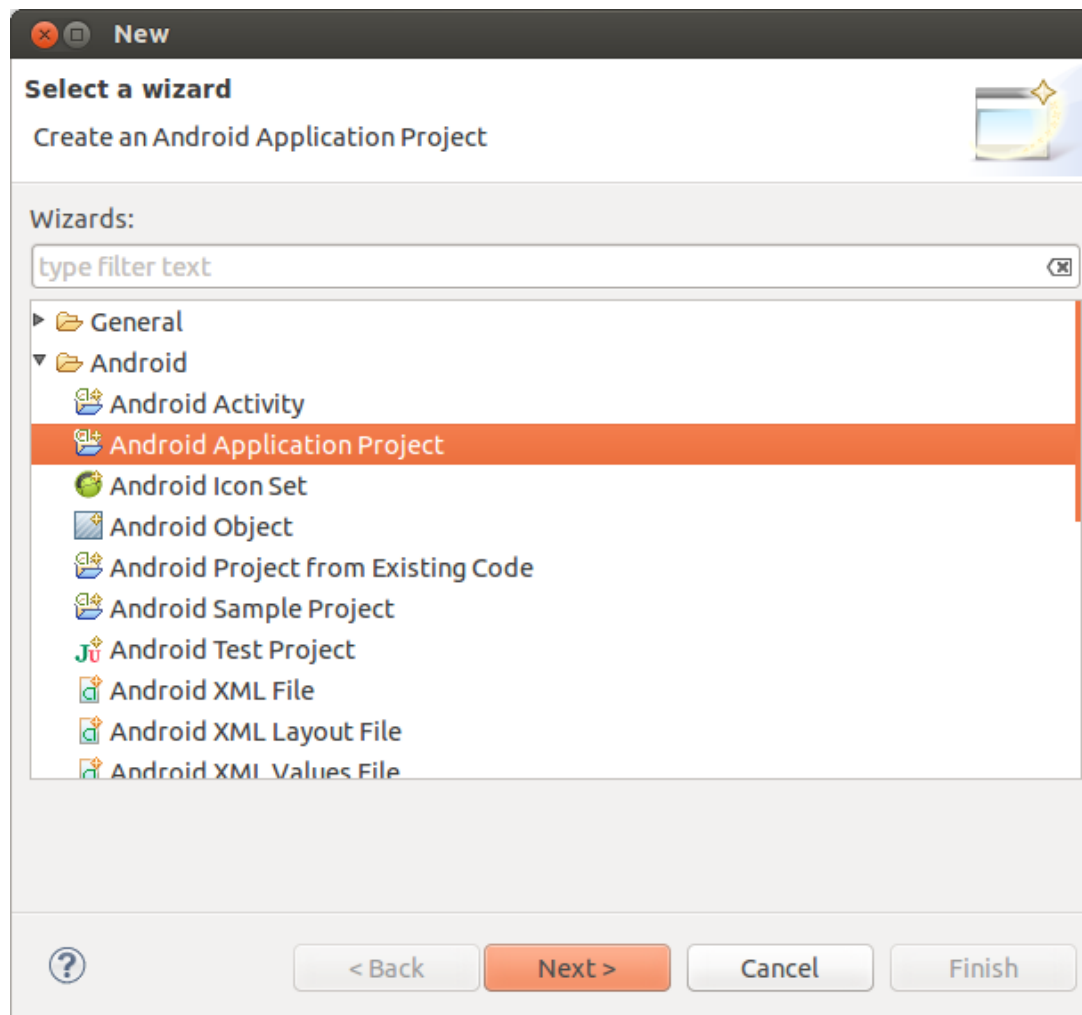 New
Select a wizard
Create an Android Application Project
Wizards:
type filter text
General
Android
Android Activity
Android Application Project
Android Icon Set
Android Object
Android Project from Existing Code
Android Sample Project
Android Test Project
Android XML File
Android XML Layout File
Android XML Values File
< Back Next > Cancel Finish